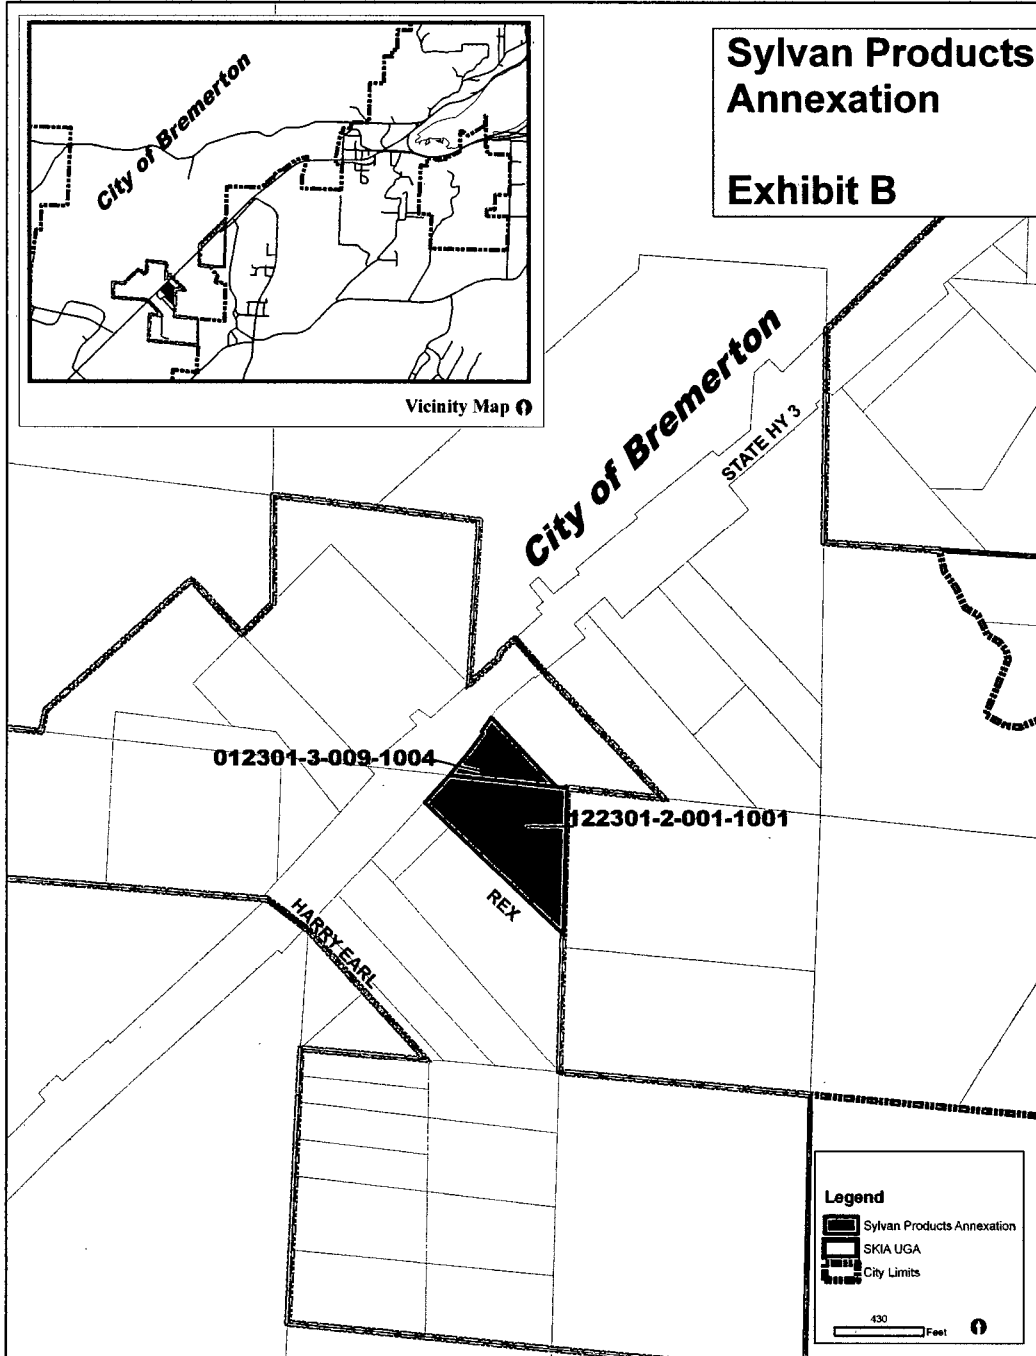 Sylvan Products
Annexation
Exhibit B
City of Bremerton
Vicinity Map
City of Bremerton
STATE HY 3
012301-3-009-1004
122301-2-001-1001
REX
HARRY EARL
Legend
Sylvan Products Annexation
SKIA UGA
City Limits
430
Feet